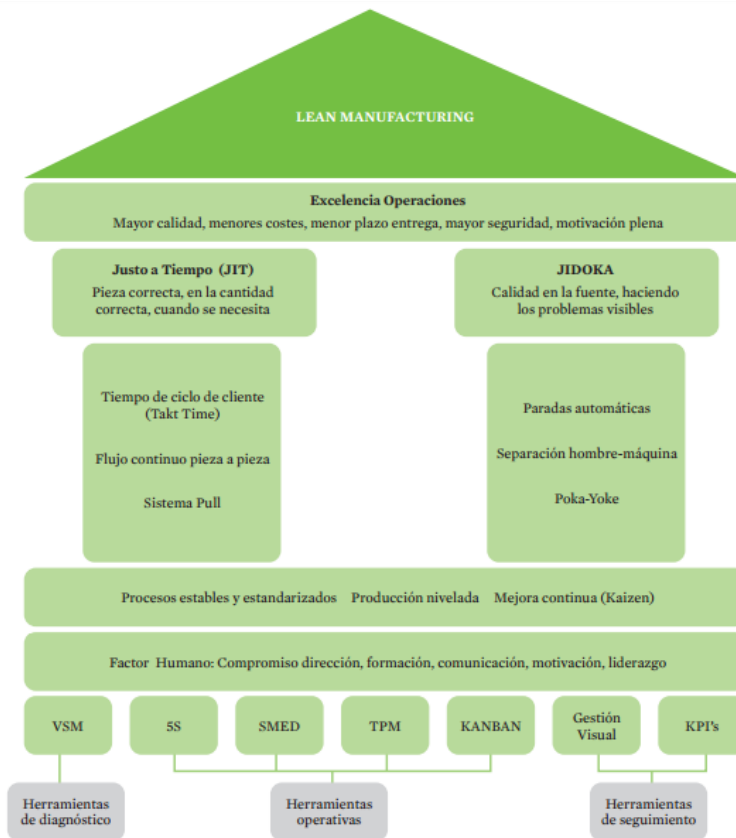 LEAN MANUFACTURING
Excelencia Operaciones
Mayor calidad, menores costes, menor plazo entrega, mayor seguridad, motivación plena
Justo a Tiempo (JIT)
Pieza correcta, en la cantidad
correcta, cuando se necesita
JIDOKA
Calidad en la fuente, haciendo
los problemas visibles
Tiempo de ciclo de cliente
(Takt Time)
Flujo continuo pieza a pieza
Sistema Pull
Paradas automáticas
Separación hombre-máquina
Poka-Yoke
Procesos estables y estandarizados Producción nivelada Mejora continua (Kaizen)
Factor Humano: Compromiso dirección, formación, comunicación, motivación, liderazgo
VSM
5S
SMED
TPM
KANBAN
Gestión
Visual
KPI's
Herramientas
de diagnóstico
Herramientas
operativas
Herramientas
de seguimiento